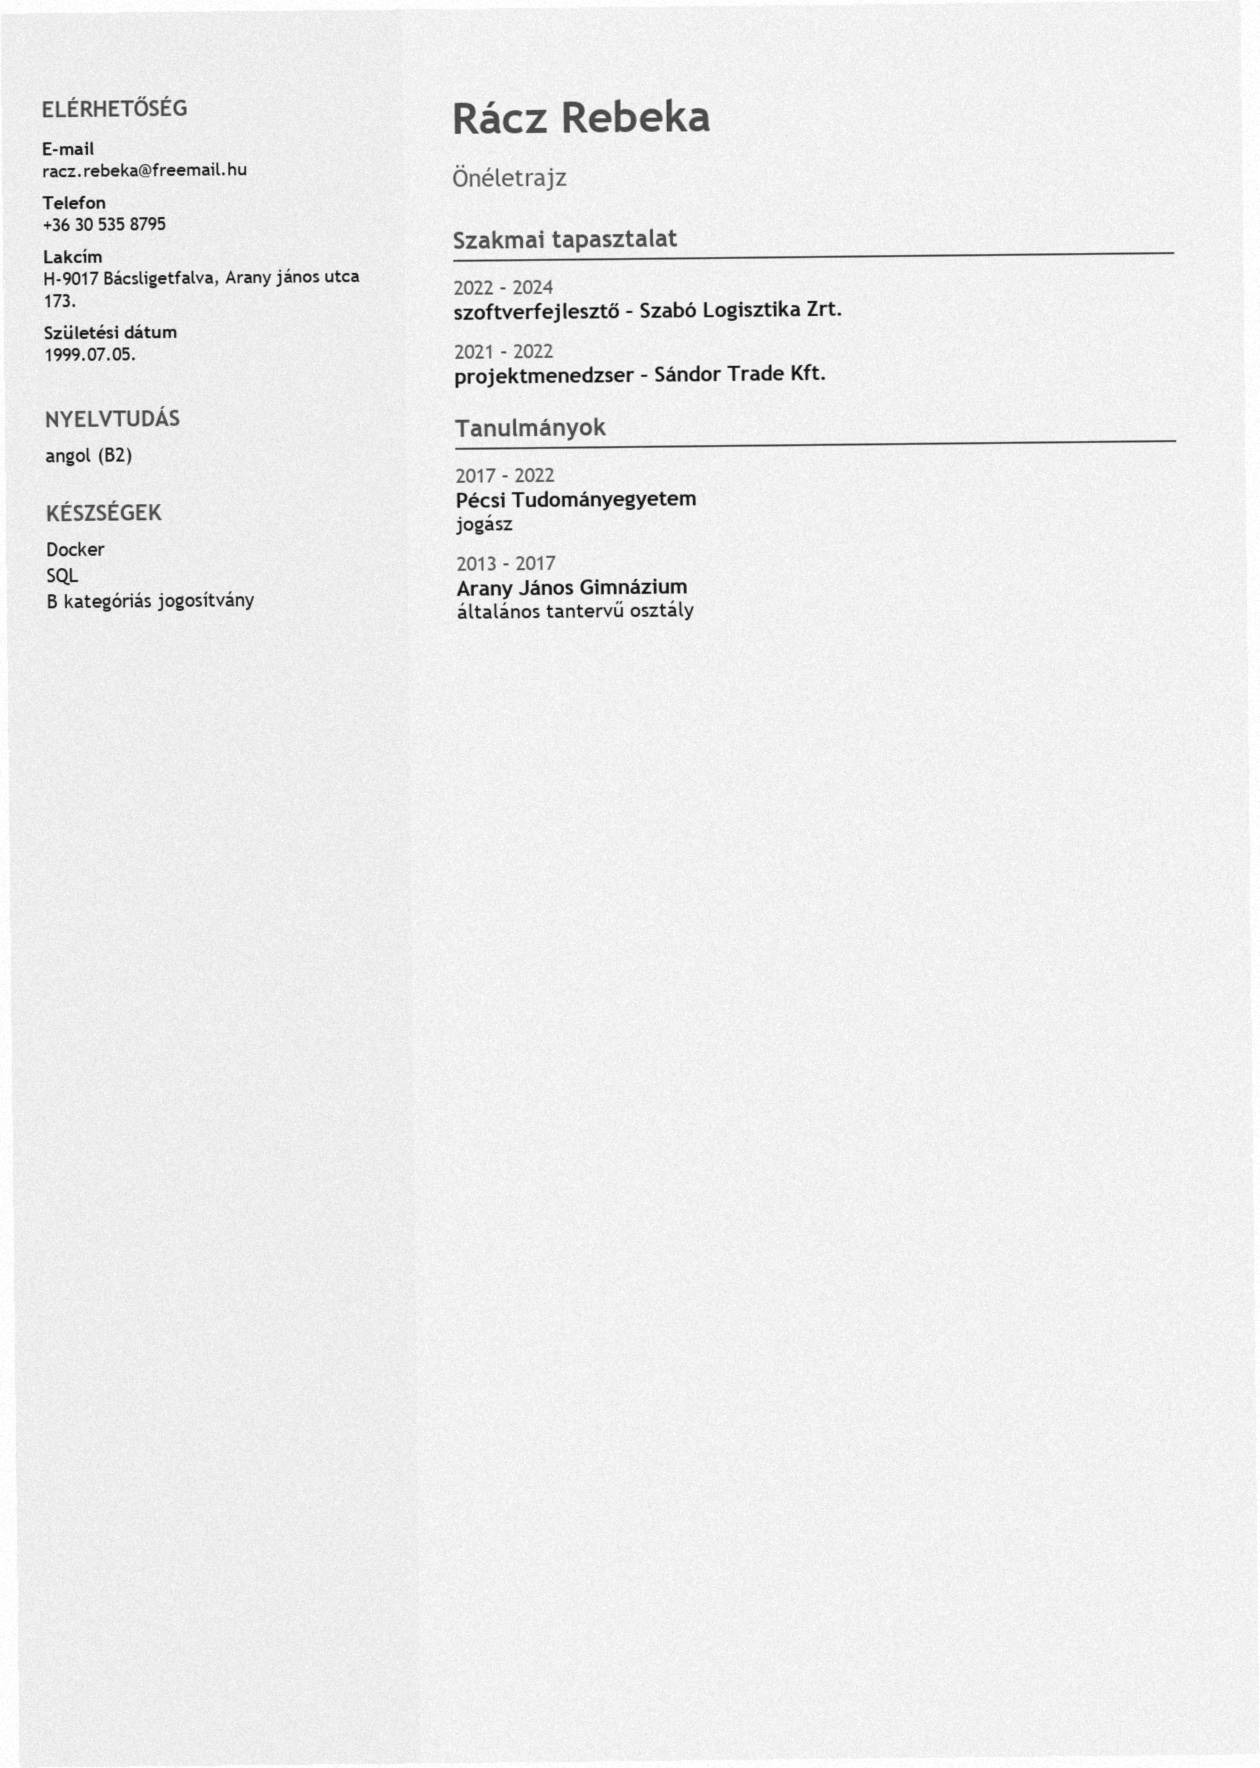 ELÉRHETŐSÉG
E-mail
racz.rebeka@freemail.hu
Telefon
+36 30 535 8795
Lakcím
H-9017 Bácsligetfalva, Arany jános utca
173.
Születési dátum
1999.07.05.
NYELVTUDÁS
angol (B2)
KÉSZSÉGEK
Docker
SQL
B kategóriás jogosítvány
Rácz Rebeka
Önéletrajz
Szakmai tapasztalat
2022 - 2024
szoftverfejlesztő – Szabó Logisztika Zrt.
2021 - 2022
projektmenedzser – Sándor Trade Kft.
Tanulmányok
2017 - 2022
Pécsi Tudományegyetem
jogász
2013 - 2017
Arany János Gimnázium
általános tantervű osztály